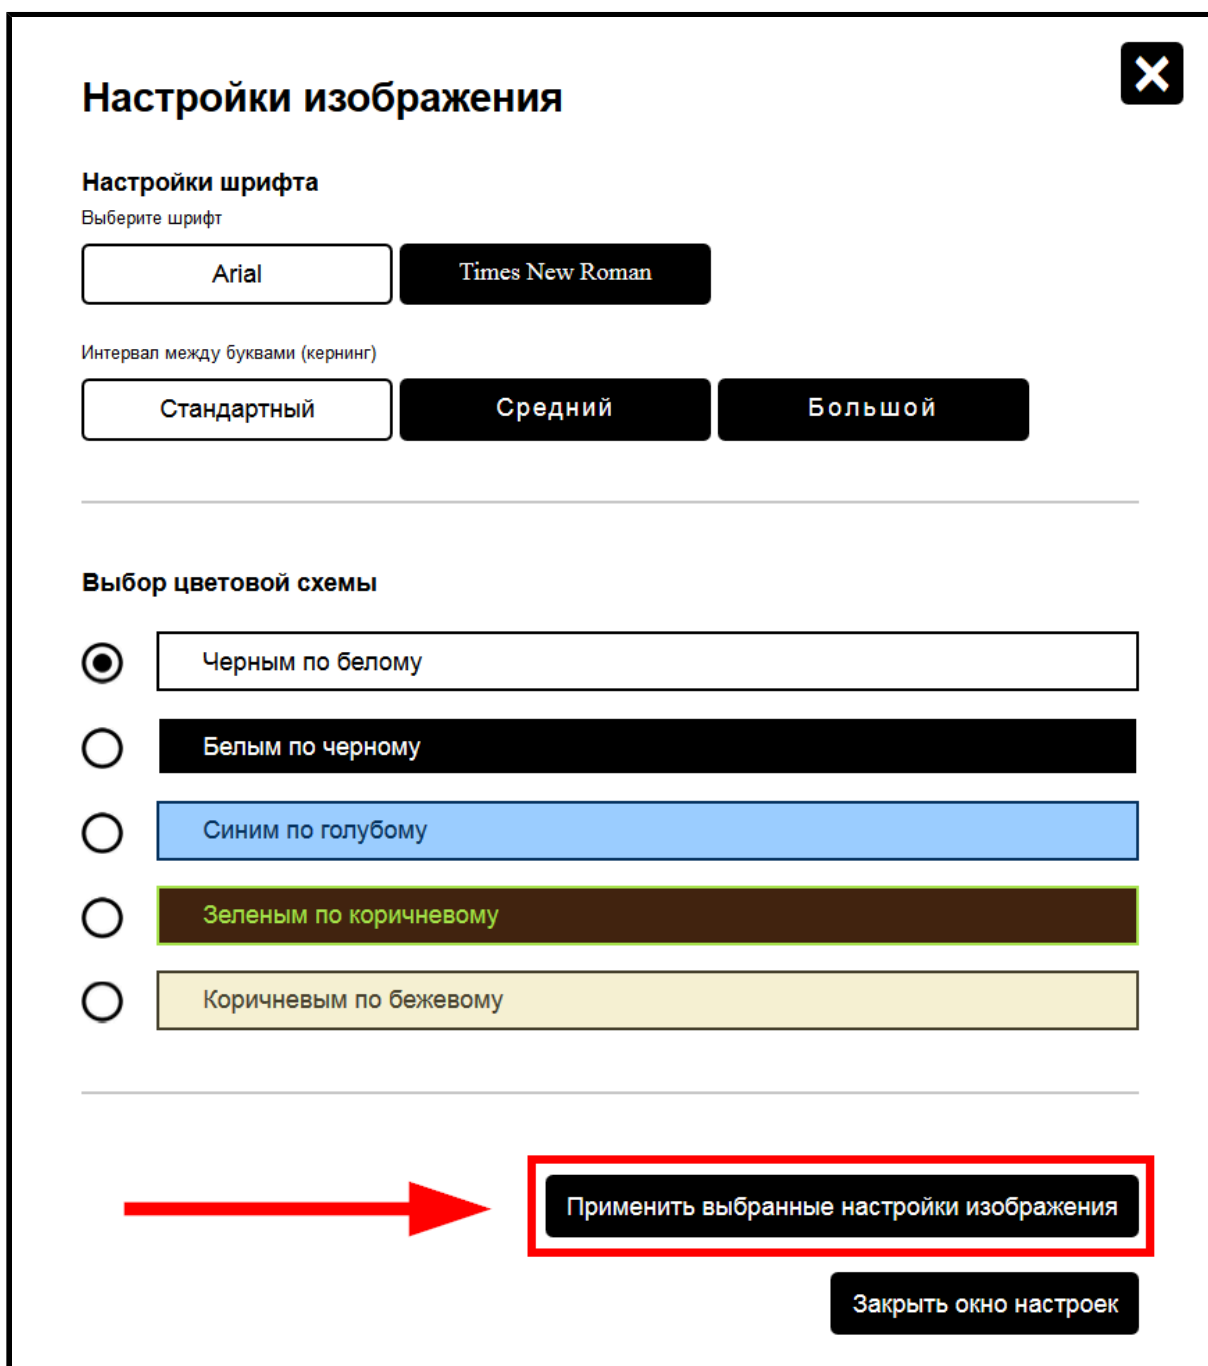 Настройки изображения
Настройки шрифта
Выберите шрифт
Arial
Times New Roman
Интервал между буквами (кернинг)
Стандартный
Средний
Большой
Выбор цветовой схемы
Черным по белому
Белым по черному
Синим по голубому
Зеленым по коричневому
Коричневым по бежевому
Применить выбранные настройки изображения
Закрыть окно настроек